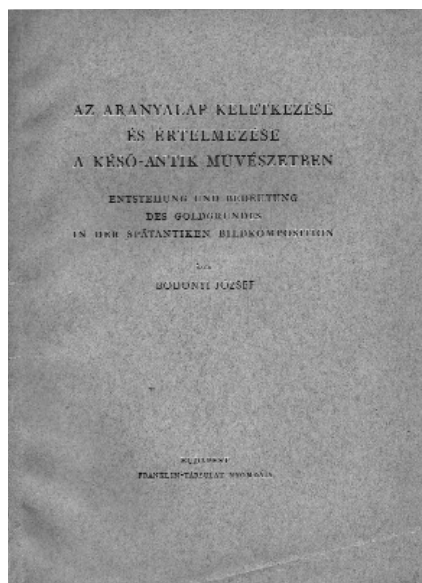 AZ ARANYALAP KELETKEZÉSE
ÉS ÉRTELMEZÉSE
A KÉSŐ-ANTIK MŰVÉSZETBEN
ENTSTEHUNG UND BEDEUTUNG
DES GOLDGRUNDES
IN DER SPÄTANTIKEN BILDKOMPOSITION
JÓZSEF
BUDAPEST
FRANKLIN-TÁRSULAT NYOMDÁJA